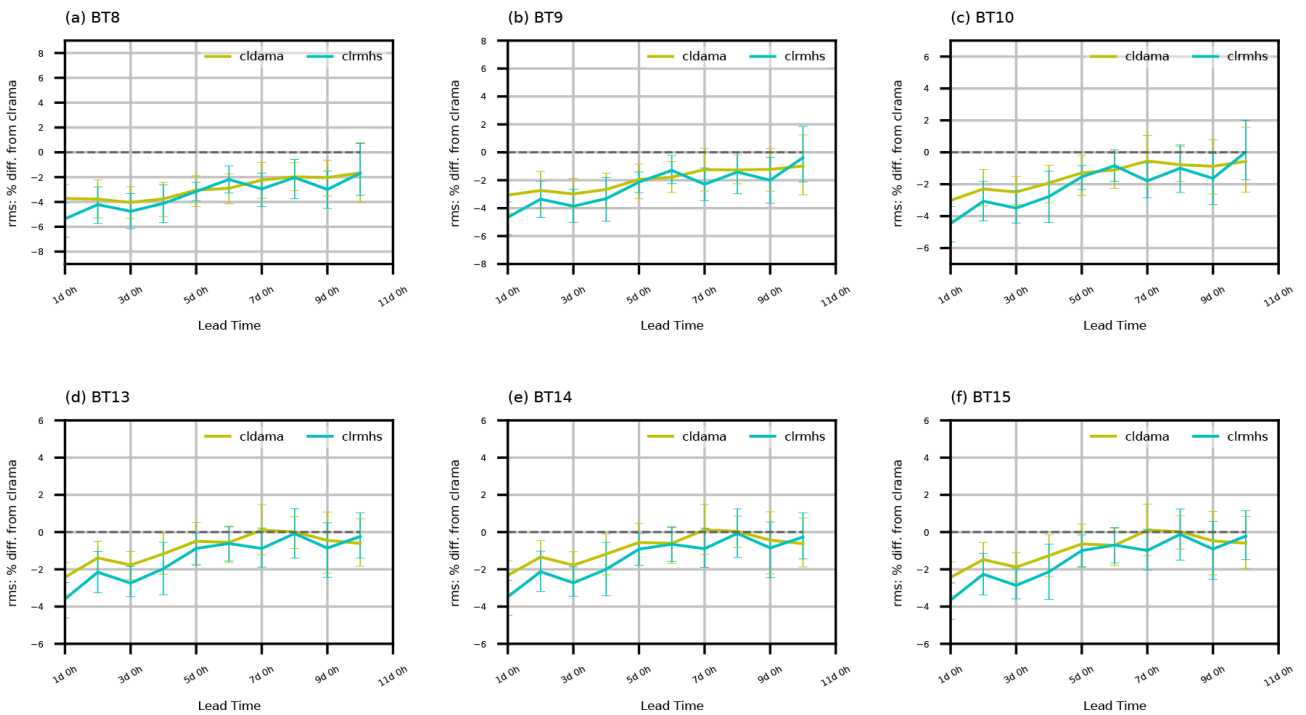 (a) BT8
rms: % diff. from clrama
8
6
4
2
0
−2
−4
−6
−8
cldama clrmhs
1d 0h 3d 0h 5d 0h 7d 0h 9d 0h 11d 0h
Lead Time
(b) BT9
rms: % diff. from clrama
8
6
4
2
0
−2
−4
−6
−8
cldama clrmhs
1d 0h 3d 0h 5d 0h 7d 0h 9d 0h 11d 0h
Lead Time
(c) BT10
rms: % diff. from clrama
6
4
2
0
−2
−4
−6
cldama clrmhs
1d 0h 3d 0h 5d 0h 7d 0h 9d 0h 11d 0h
Lead Time
(d) BT13
rms: % diff. from clrama
6
4
2
0
−2
−4
−6
cldama clrmhs
1d 0h 3d 0h 5d 0h 7d 0h 9d 0h 11d 0h
Lead Time
(e) BT14
rms: % diff. from clrama
6
4
2
0
−2
−4
−6
cldama clrmhs
1d 0h 3d 0h 5d 0h 7d 0h 9d 0h 11d 0h
Lead Time
(f) BT15
rms: % diff. from clrama
6
4
2
0
−2
−4
−6
cldama clrmhs
1d 0h 3d 0h 5d 0h 7d 0h 9d 0h 11d 0h
Lead Time